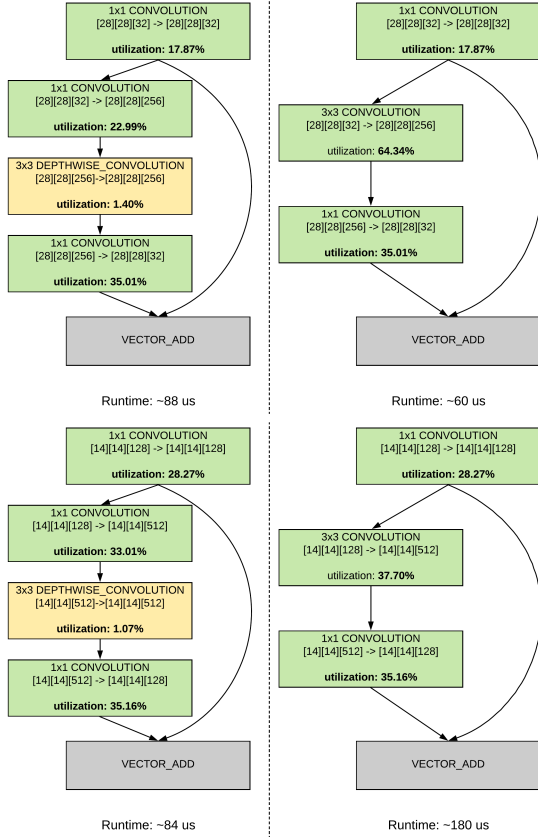 1x1 CONVOLUTION
[28][28][32] -> [28][28][32]
utilization: 17.87%
1x1 CONVOLUTION
[28][28][32] -> [28][28][256]
utilization: 22.99%
3x3 DEPTHWISE_CONVOLUTION
[28][28][256]->[28][28][256]
utilization: 1.40%
1x1 CONVOLUTION
[28][28][256] -> [28][28][32]
utilization: 35.01%
VECTOR_ADD
Runtime: ~88 us
1x1 CONVOLUTION
[28][28][32] -> [28][28][32]
utilization: 17.87%
3x3 CONVOLUTION
[28][28][32] -> [28][28][256]
utilization: 64.34%
1x1 CONVOLUTION
[28][28][256] -> [28][28][32]
utilization: 35.01%
VECTOR_ADD
Runtime: ~60 us
1x1 CONVOLUTION
[14][14][128] -> [14][14][128]
utilization: 28.27%
1x1 CONVOLUTION
[14][14][128] -> [14][14][512]
utilization: 33.01%
3x3 DEPTHWISE_CONVOLUTION
[14][14][512]->[14][14][512]
utilization: 1.07%
1x1 CONVOLUTION
[14][14][512] -> [14][14][128]
utilization: 35.16%
VECTOR_ADD
Runtime: ~84 us
1x1 CONVOLUTION
[14][14][128] -> [14][14][128]
utilization: 28.27%
3x3 CONVOLUTION
[14][14][128] -> [14][14][512]
utilization: 37.70%
1x1 CONVOLUTION
[14][14][512] -> [14][14][128]
utilization: 35.16%
VECTOR_ADD
Runtime: ~180 us